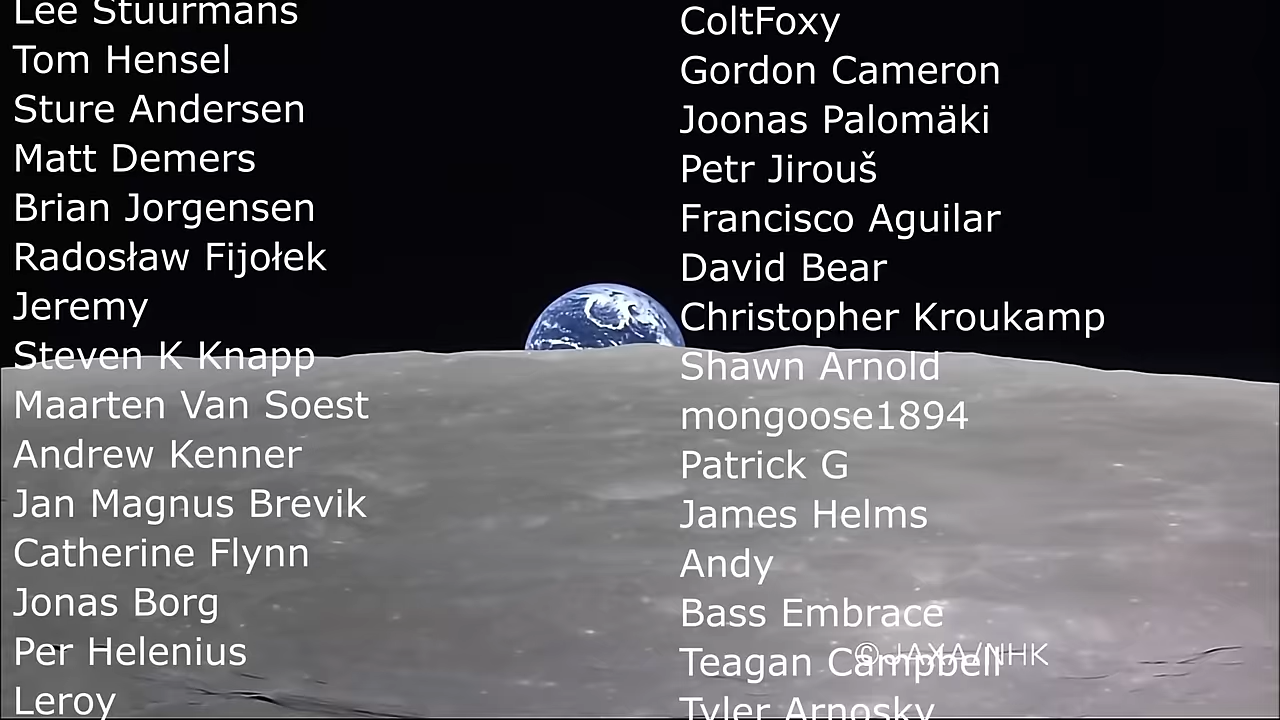 Lee Stuurmans
Tom Hensel
Sture Andersen
Matt Demers
Brian Jorgensen
Radosław Fijołek
Jeremy
Steven K Knapp
Maarten Van Soest
Andrew Kenner
Jan Magnus Brevik
Catherine Flynn
Jonas Borg
Per Helenius
Leroy
ColtFoxy
Gordon Cameron
Joonas Palomäki
Petr Jirouš
Francisco Aguilar
David Bear
Christopher Kroukamp
Shawn Arnold
mongoose1894
Patrick G
James Helms
Andy
Bass Embrace
Teagan Campbell
Tyler Arnosky
© JAXA/NHK